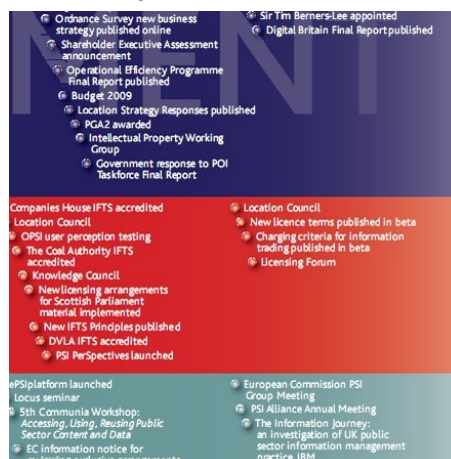 MENT
Ordnance Survey new business
strategy published online
Shareholder Executive Assessment
announcement
Operational Efficiency Programme
Final Report published
Budget 2009
Location Strategy Responses published
PGA2 awarded
Intellectual Property Working
Group
Government response to POI
Taskforce Final Report
Sir Tim Berners-Lee appointed
Digital Britain Final Report published
Companies House IFTS accredited
Location Council
OPSI user perception testing
The Coal Authority IFTS
accredited
Knowledge Council
New licensing arrangements
for Scottish Parliament
material implemented
New IFTS Principles published
DVLA IFTS accredited
PSI PerSpectives launched
Location Council
New licence terms published in beta
Charging criteria for information
trading published in beta
Licensing Forum
ePSIplatform launched
Locus seminar
5th Communia Workshop:
Accessing, Using, Reusing Public
Sector Content and Data
EC information notice for
European Commission PSI
Group Meeting
PSI Alliance Annual Meeting
The Information Journey:
an investigation of UK public
sector information management
practice JBM